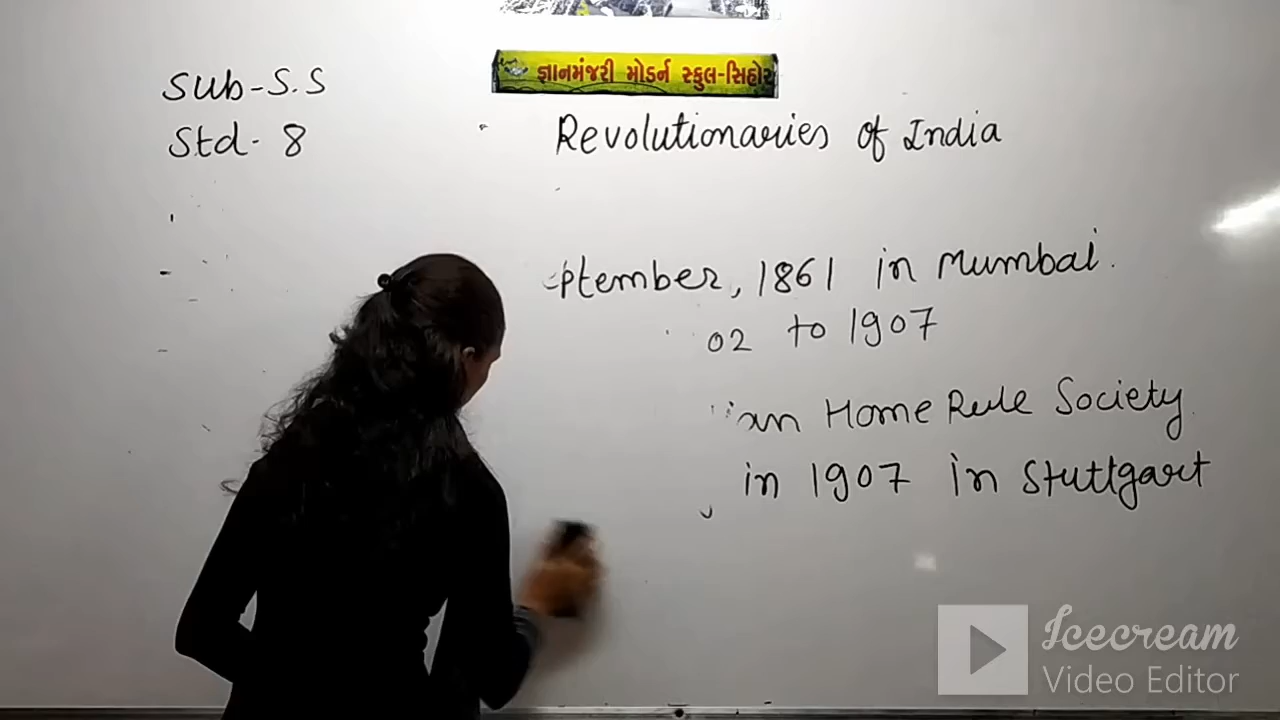 જ્ઞાનમંજરી મોડર્ન સ્કુલ-સિહોર
Sub-S.S
Std- 8
Revolutionaries of India
ptember, 1861 in Mumbai.
02 to 1907
an Home Rule Society
in 1907 in Stuttgart
Icecream
Video Editor